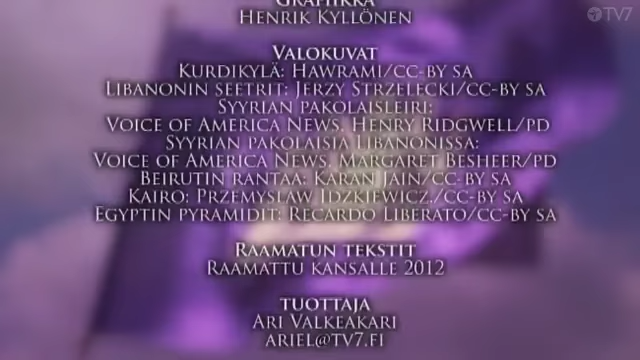 GRAFIIKKA
HENRIK KYLLÖNEN
VALOKUVAT
KURDIKYLÄ: HAWRAMI/CC-BY SA
LIBANONIN SEETRIT: JERZY STRZELECKI/CC-BY SA
SYYRIAN PAKOLAISLEIRI:
VOICE OF AMERICA NEWS, HENRY RIDGWELL/PD
SYYRIAN PAKOLAISIA LIBANONISSA:
VOICE OF AMERICA NEWS, MARGARET BESHEER/PD
BEIRUTIN RANTAA: KARAN JAIN/CC-BY SA
KAIRO: PRZEMYSLAW IDZKIEWICZ,/CC-BY SA
EGYPTIN PYRAMIDIT: RECARDO LIBERATO/CC-BY SA
RAAMATUN TEKSTIT
RAAMATTU KANSALLE 2012
TUOTTAJA
ARI VALKEAKARI
ARIEL@TV7.FI
TV7